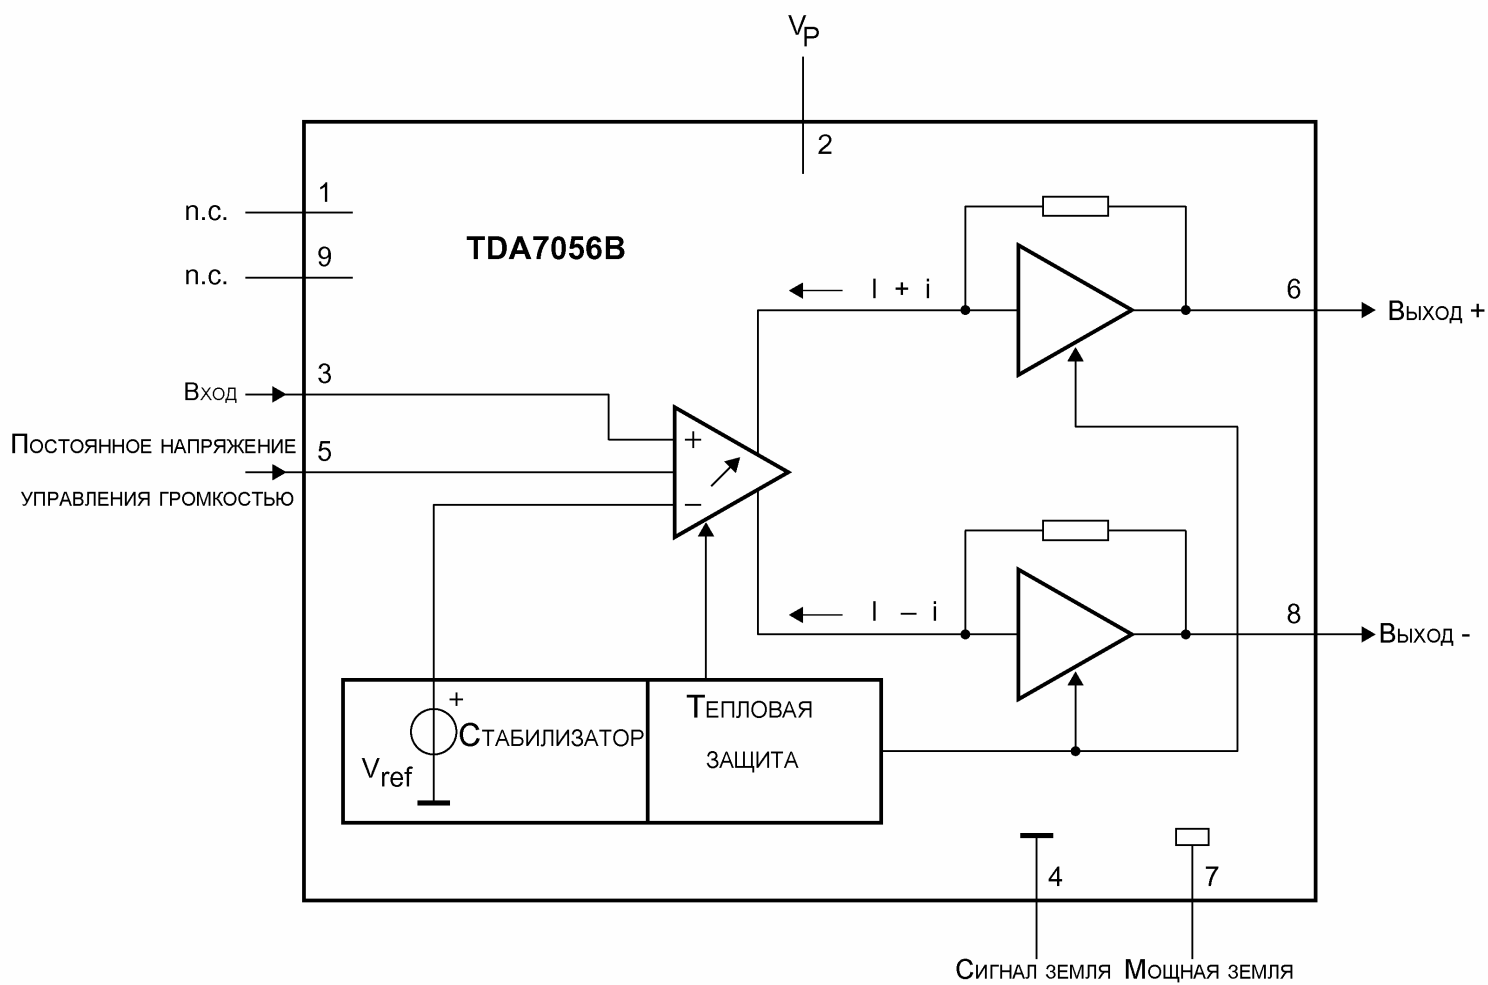 VP
2
1
n.c.
TDA7056B
9
n.c.
I + i
6
Выход +
3
Вход
Постоянное напряжение
5
управления громкостью
+
−
I − i
8
Выход -
+
Стабилизатор
Vref
Тепловая
защита
4
7
Сигнал земля
Мощная земля